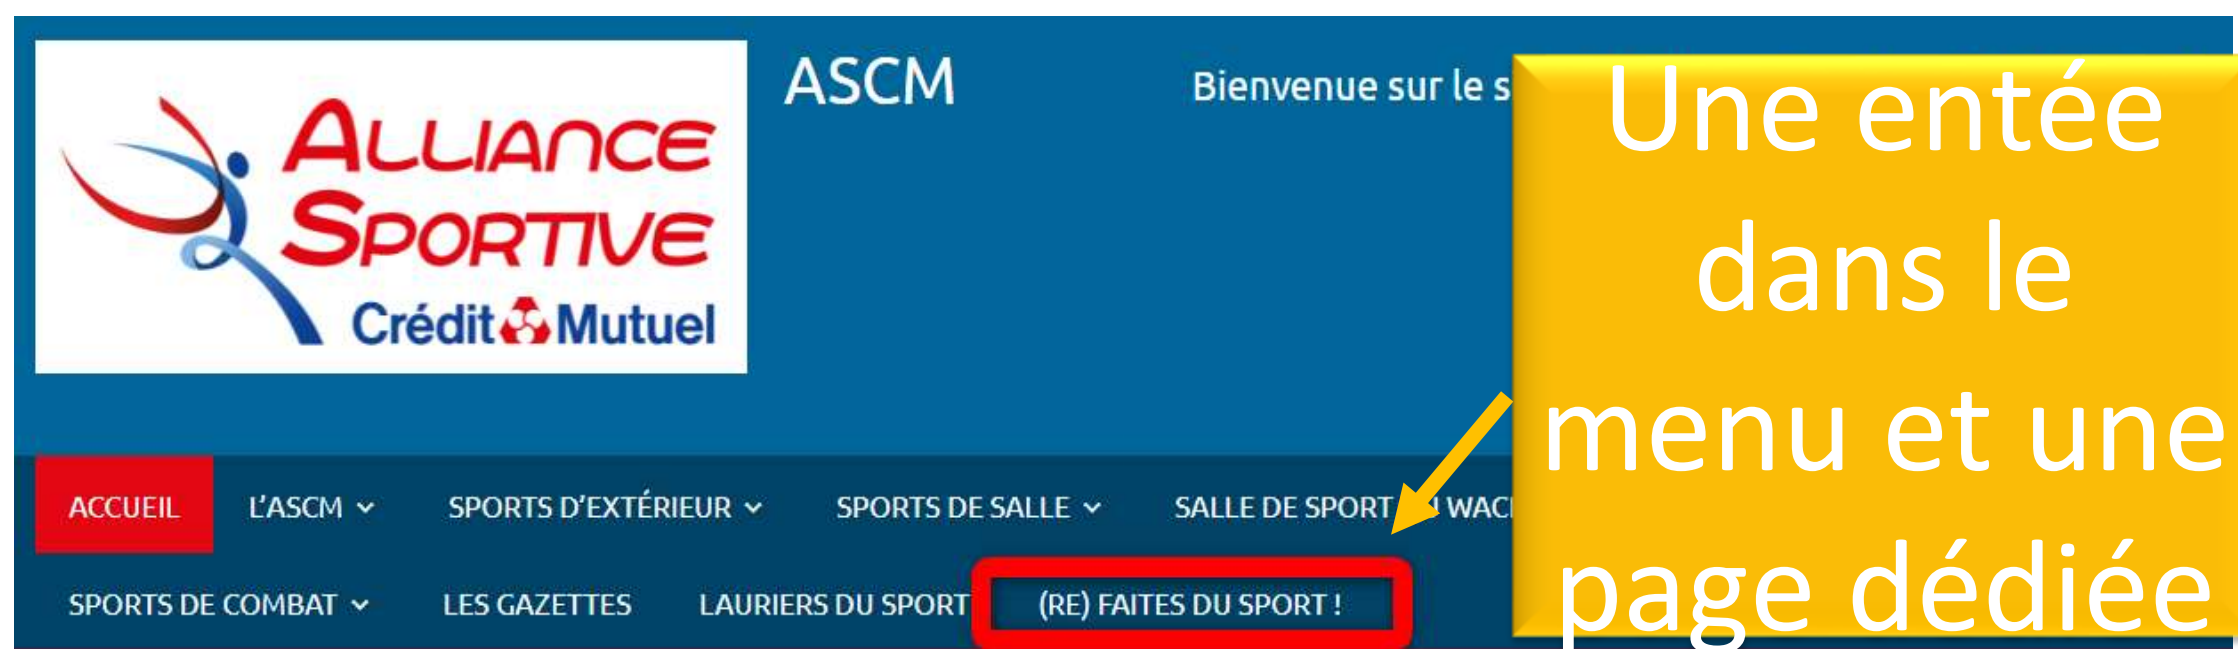 ALLIANCE
SPORTIVE
Crédit Mutuel
ASCM
Bienvenue sur le s
Une entée
dans le
menu et une
page dédiée
ACCUEIL L'ASCM SPORTS D'EXTÉRIEUR SPORTS DE SALLE SALLE DE SPORT WAC
SPORTS DE COMBAT LES GAZETTES LAURIERS DU SPORT (RE) FAITES DU SPORT !